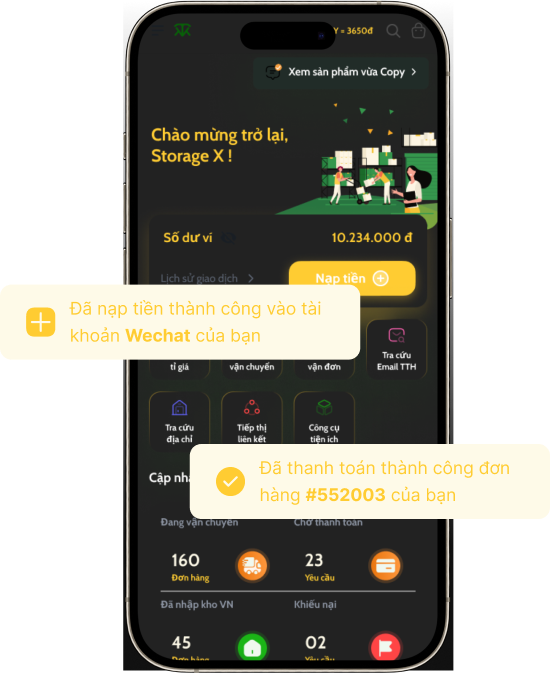 Y = 3650đ
Xem sản phẩm vừa Copy
Chào mừng trở lại,
Storage X !
Số dư ví
10.234.000 đ
Lịch sử giao dịch
Nạp tiền
Đã nạp tiền thành công vào tài
khoản Wechat của bạn
tỉ giá
vận chuyển
vận đơn
Tra cứu
Email TTH
Tra cứu
địa chỉ
Tiếp thị
liên kết
Công cụ
tiện ích
Đã thanh toán thành công đơn
hàng #552003 của bạn
Cập
Đang vận chuyển
Chờ thanh toán
160
Đơn hàng
23
Yêu cầu
Đã nhập kho VN
Khiếu nại
45
Đơn hàng
02
Yêu cầu